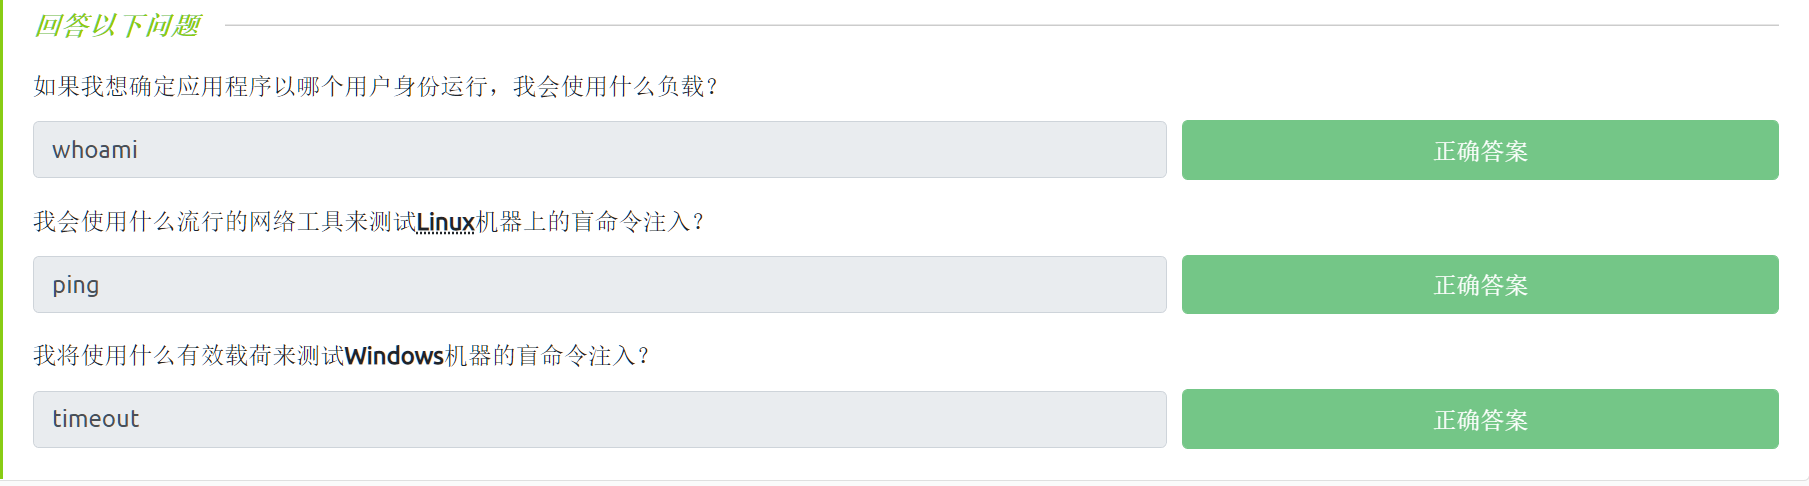 回答以下问题
如果我想确定应用程序以哪个用户身份运行，我会使用什么负载？
whoami
正确答案
我会使用什么流行的网络工具来测试Linux机器上的盲命令注入？
ping
正确答案
我将使用什么有效载荷来测试Windows机器的盲命令注入？
timeout
正确答案